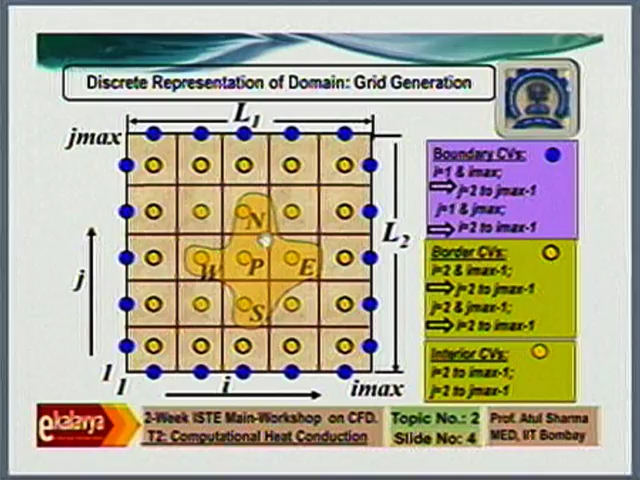 Discrete Representation of Domain: Grid Generation
L1
jmax
Boundary CVs:
i=1 & imax;
j=2 to jmax-1
j=1 & jmax;
i=2 to imax-1
N
L2
W P E
j
Border CVs:
i=2 & imax-1;
j=2 to jmax-1
j=2 & jmax-1;
i=2 to imax-1
S
Interior CVs:
i=2 to imax-1;
j=2 to jmax-1
1
1 i imax
ekalavya
2-Week ISTE Main-Workshop on CFD.
T2: Computational Heat Conduction
Topic No.: 2
Slide No: 4
Prof. Atul Sharma
MED, IIT Bombay